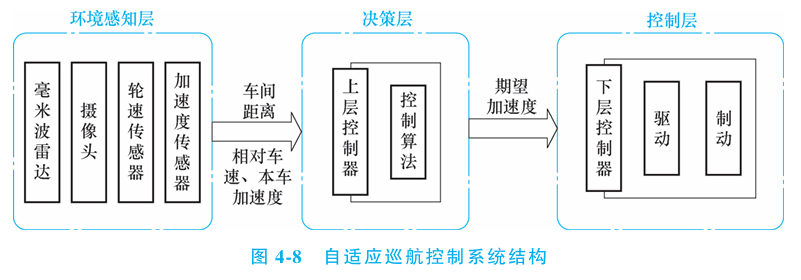 环境感知层
毫米波雷达
摄像头
轮速传感器
加速度传感器
车间
距离
相对车
速、本车
加速度
决策层
上层控制器
控制算法
期望
加速度
控制层
下层控制器
驱动
制动
图 4-8 自适应巡航控制系统结构